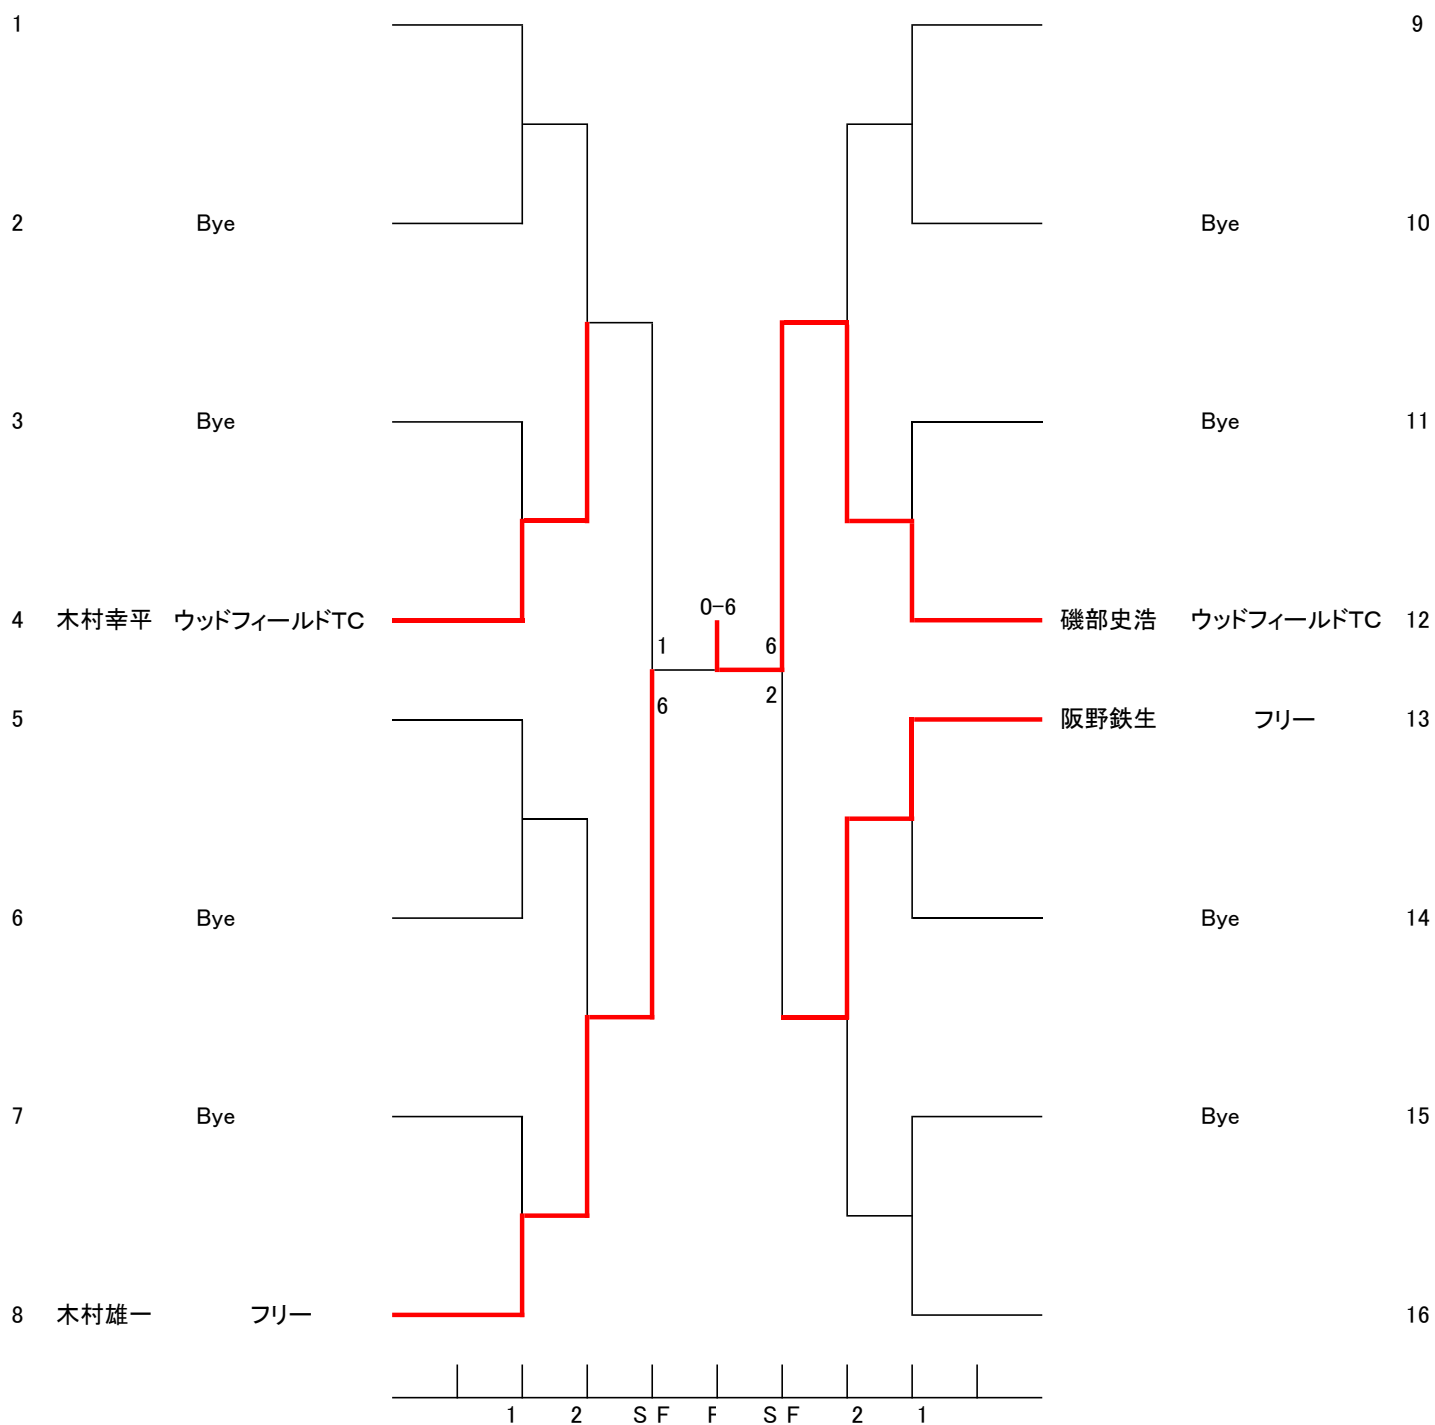 1
9
2 Bye
Bye 10
3 Bye
Bye 11
4 木村幸平 ウッドフィールドTC
0-6
磯部史浩 ウッドフィールドTC 12
1
6
6
2
5
阪野鉄生 フリー 13
6 Bye
Bye 14
7 Bye
Bye 15
8 木村雄一 フリー
16
1 2 SF F SF 2 1